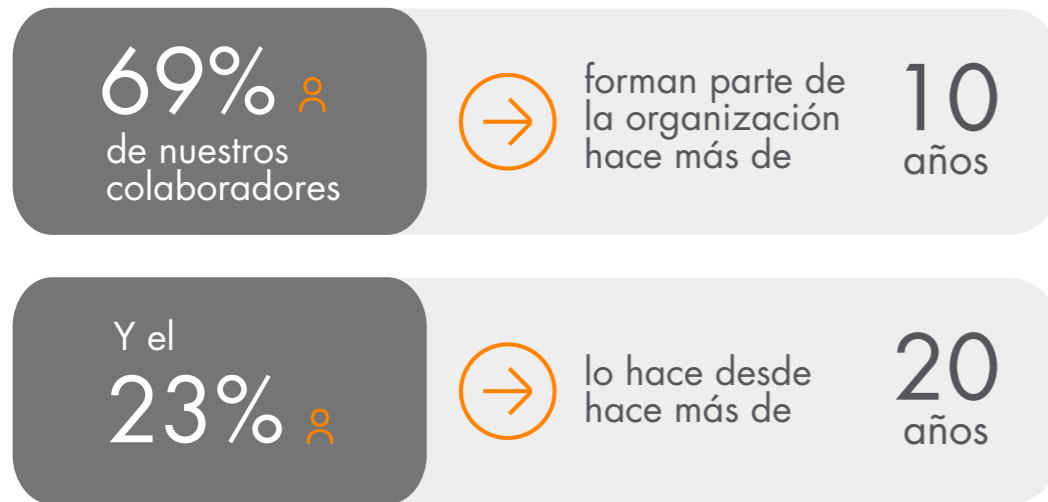 69%
de nuestros
colaboradores
forman parte de
la organización
hace más de
10
años
Y el
23%
lo hace desde
hace más de
20
años